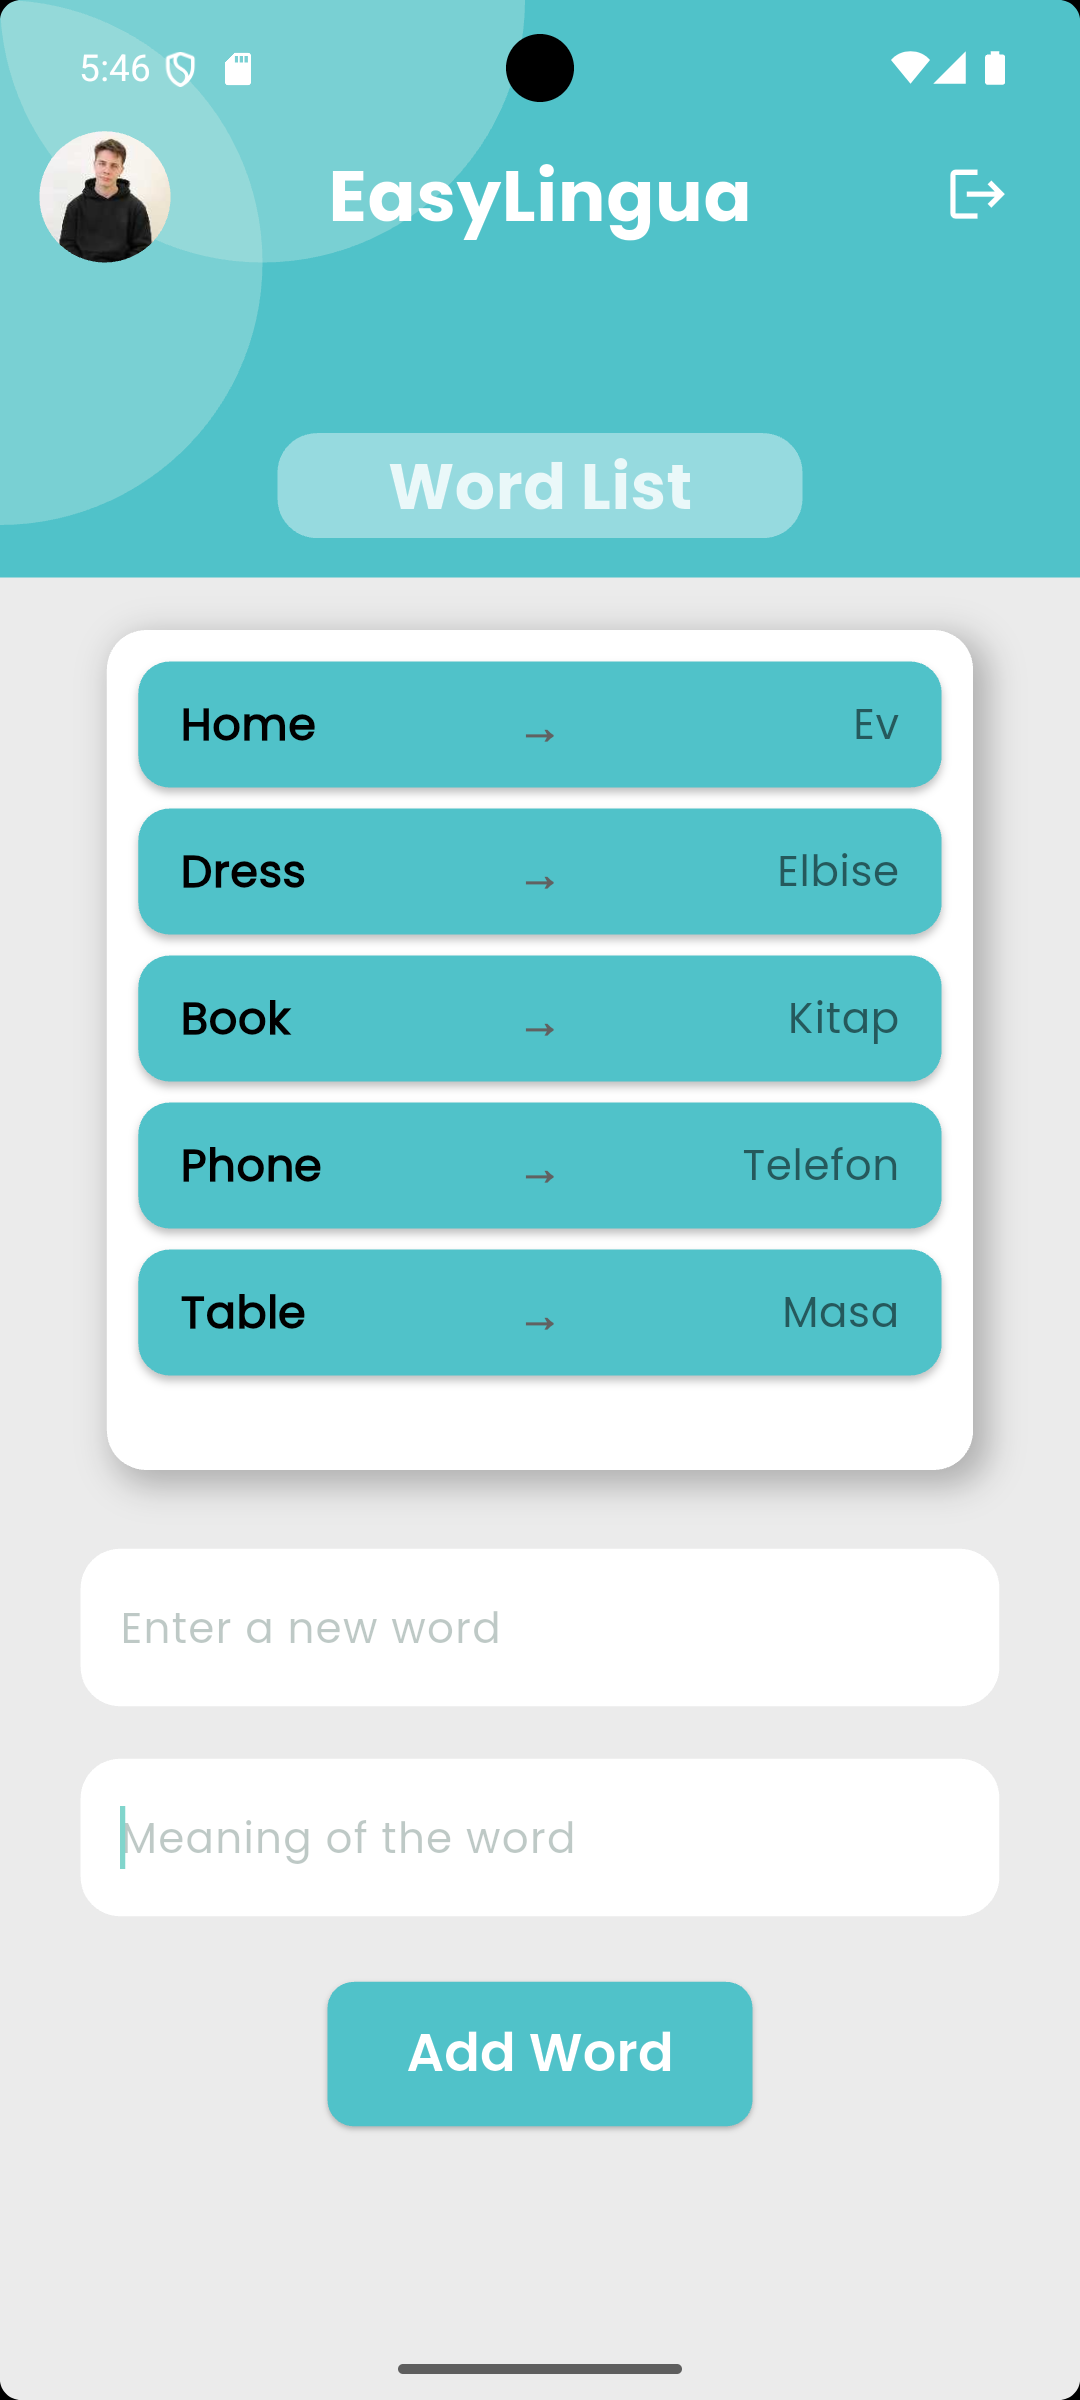 5:46
EasyLingua
Word List
Home → Ev
Dress → Elbise
Book → Kitap
Phone → Telefon
Table → Masa
Enter a new word
Meaning of the word
Add Word